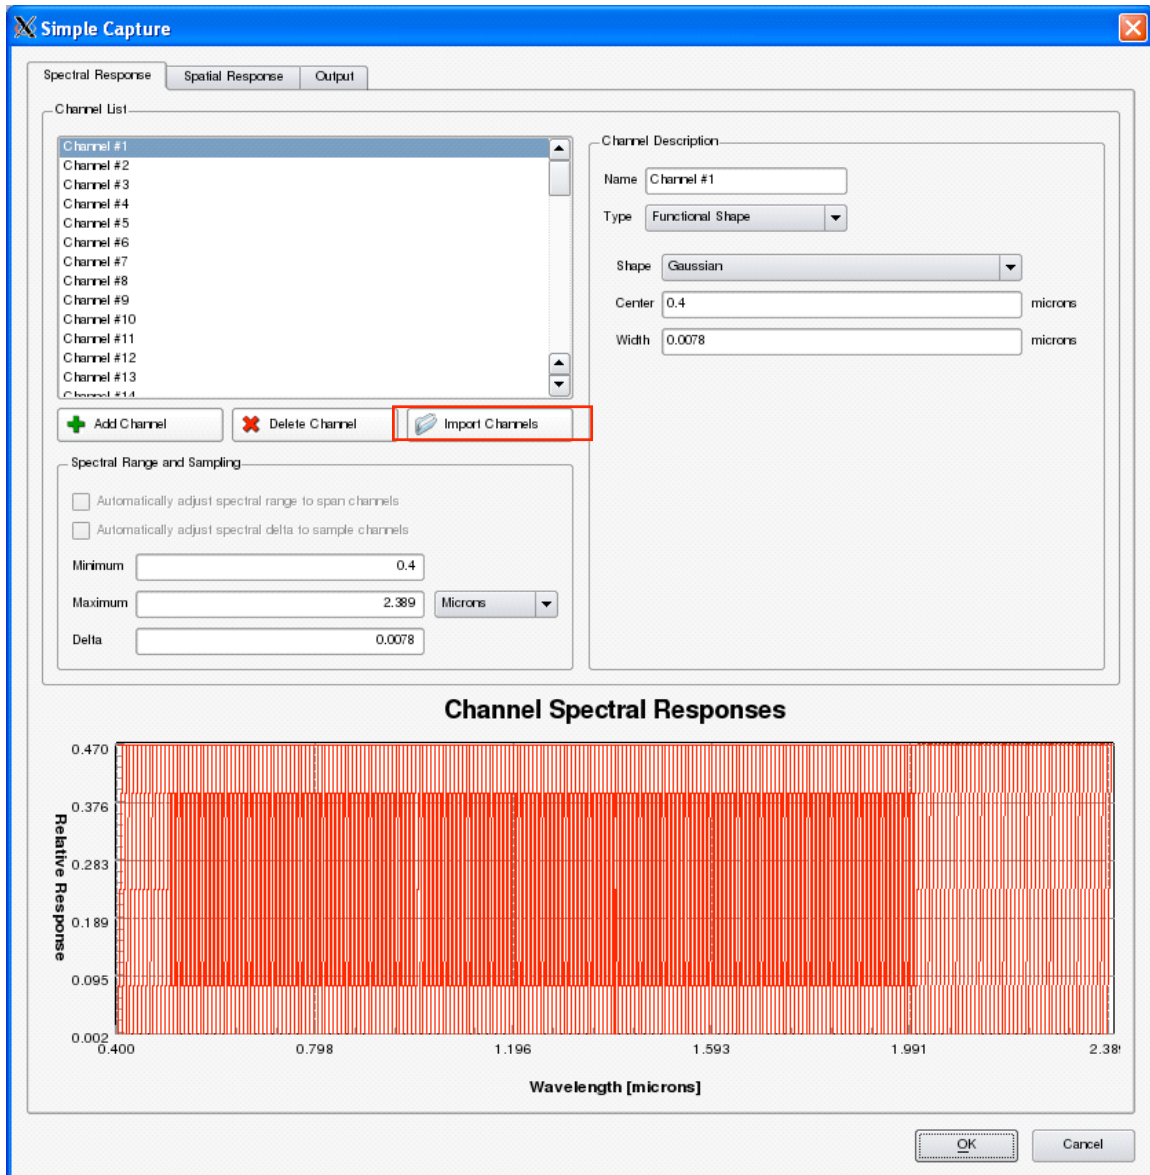 Simple Capture
Spectral Response
Spatial Response
Output
Channel List
Channel #1
Channel #2
Channel #3
Channel #4
Channel #5
Channel #6
Channel #7
Channel #8
Channel #9
Channel #10
Channel #11
Channel #12
Channel #13
Channel #14
Add Channel
Delete Channel
Import Channels
Channel Description
Name Channel #1
Type Functional Shape
Shape Gaussian
Center 0.4 microns
Width 0.0078 microns
Spectral Range and Sampling
Automatically adjust spectral range to span channels
Automatically adjust spectral delta to sample channels
Minimum 0.4
Maximum 2.389 Microns
Delta 0.0078
Channel Spectral Responses
Relative Response
0.470
0.376
0.283
0.189
0.095
0.002
0.400 0.798 1.196 1.593 1.991 2.38
Wavelength [microns]
OK
Cancel